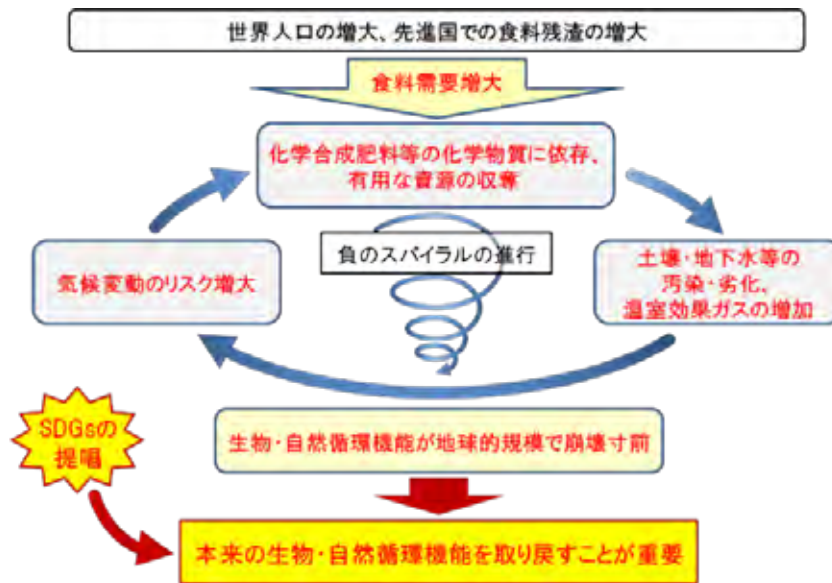 世界人口の増大、先進国での食料残渣の増大
食料需要増大
化学合成肥料等の化学物質に依存、
有用な資源の収奪
負のスパイラルの進行
気候変動のリスク増大
土壌・地下水等の
汚染・劣化、
温室効果ガスの増加
生物・自然循環機能が地球的規模で崩壊寸前
SDGsの
提唱
本来の生物・自然循環機能を取り戻すことが重要